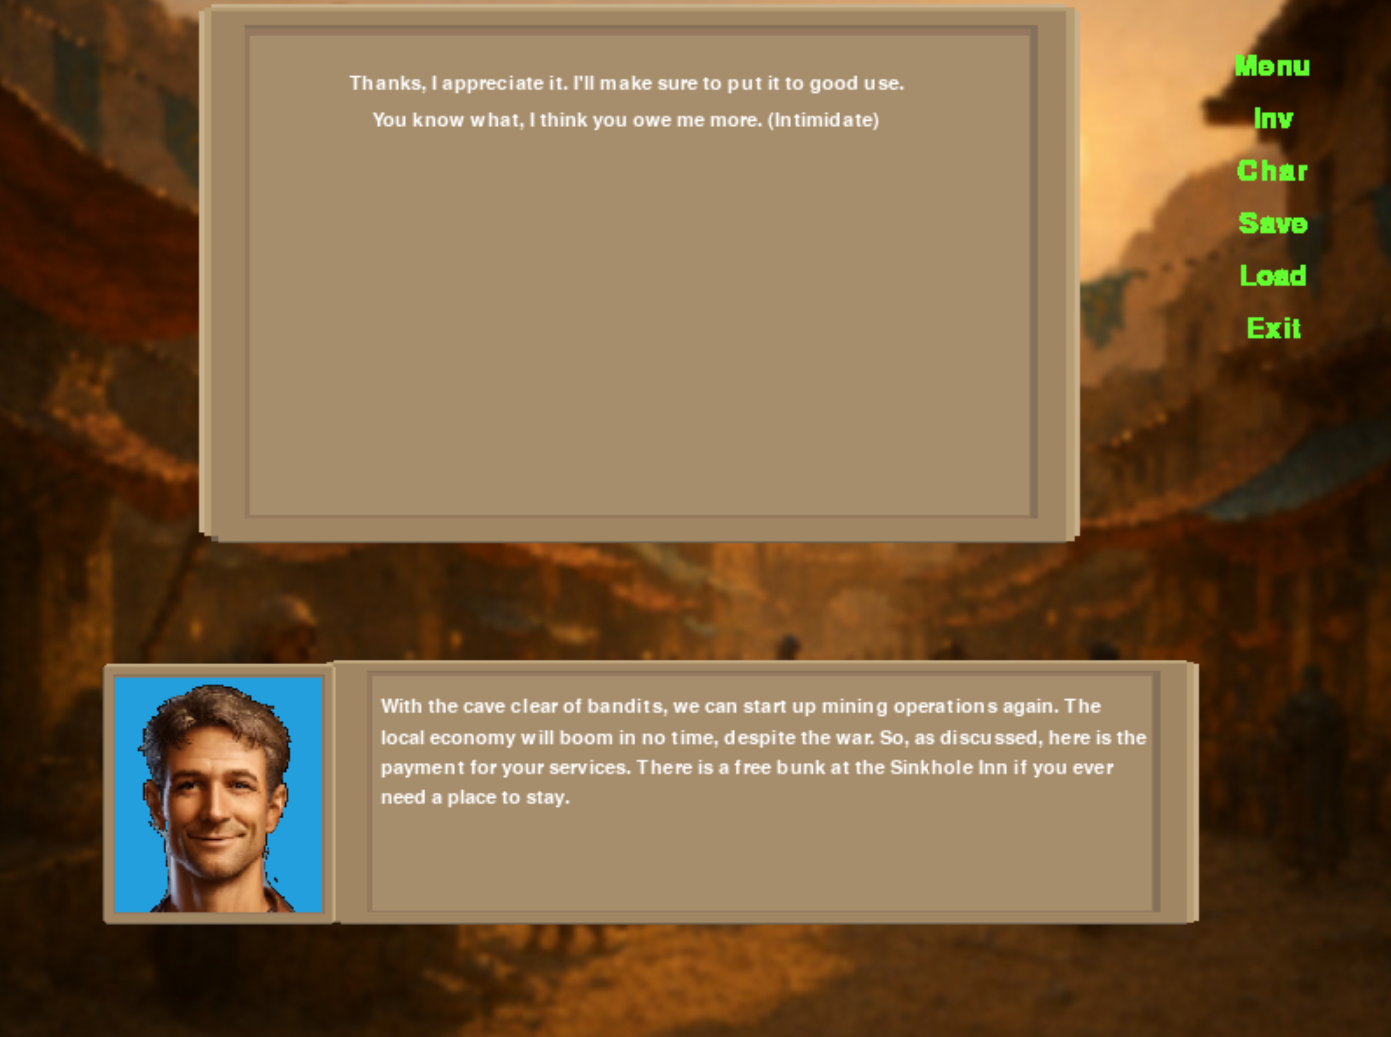 Thanks, I appreciate it. I'll make sure to put it to good use.
You know what, I think you owe me more. (Intimidate)
Menu
Inv
Char
Save
Load
Exit
With the cave clear of bandits, we can start up mining operations again. The
local economy will boom in no time, despite the war. So, as discussed, here is the
payment for your services. There is a free bunk at the Sinkhole Inn if you ever
need a place to stay.